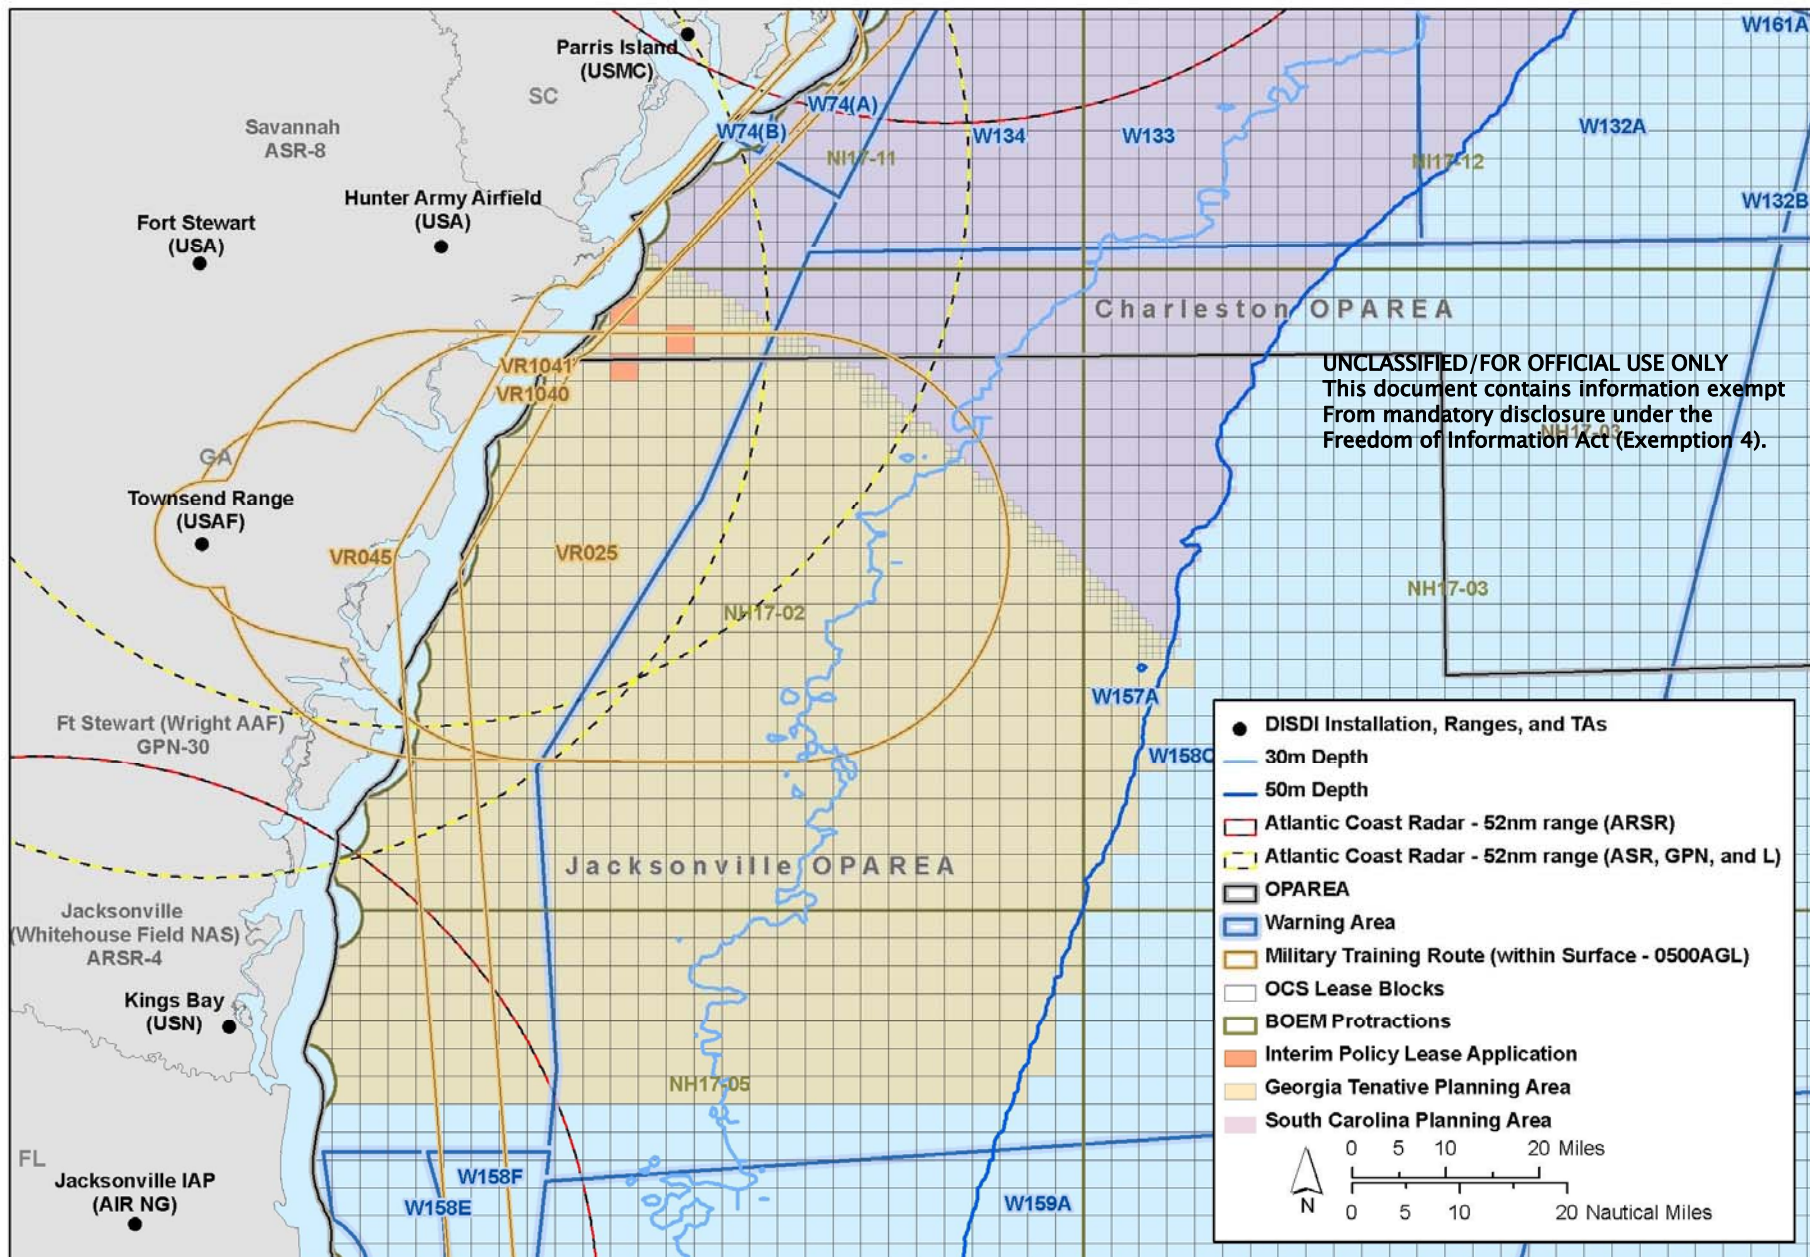 Parris Island
(USMC)
W161A
SC
W74(A)
W74(B)
Savannah
ASR-8
W134
W133
W132A
NI17-11
NI17-12
Hunter Army Airfield
(USA)
Fort Stewart
(USA)
W132B
Charleston OPAREA
VR1041
VR1040
UNCLASSIFIED/FOR OFFICIAL USE ONLY
This document contains information exempt
From mandatory disclosure under the
Freedom of Information Act (Exemption 4).
NH17-03
GA
Townsend Range
(USAF)
VR045
VR025
NH17-02
NH17-03
W157A
Ft Stewart (Wright AAF)
GPN-30
W158C
Jacksonville OPAREA
Jacksonville
(Whitehouse Field NAS)
ARSR-4
Kings Bay
(USN)
NH17-05
FL
Jacksonville IAP
(AIR NG)
W158F
W158E
W159A
DISDI Installation, Ranges, and TAs
30m Depth
50m Depth
Atlantic Coast Radar - 52nm range (ARSR)
Atlantic Coast Radar - 52nm range (ASR, GPN, and L)
OPAREA
Warning Area
Military Training Route (within Surface - 0500AGL)
OCS Lease Blocks
BOEM Protractions
Interim Policy Lease Application
Georgia Tenative Planning Area
South Carolina Planning Area
0 5 10 20 Miles
N
0 5 10 20 Nautical Miles